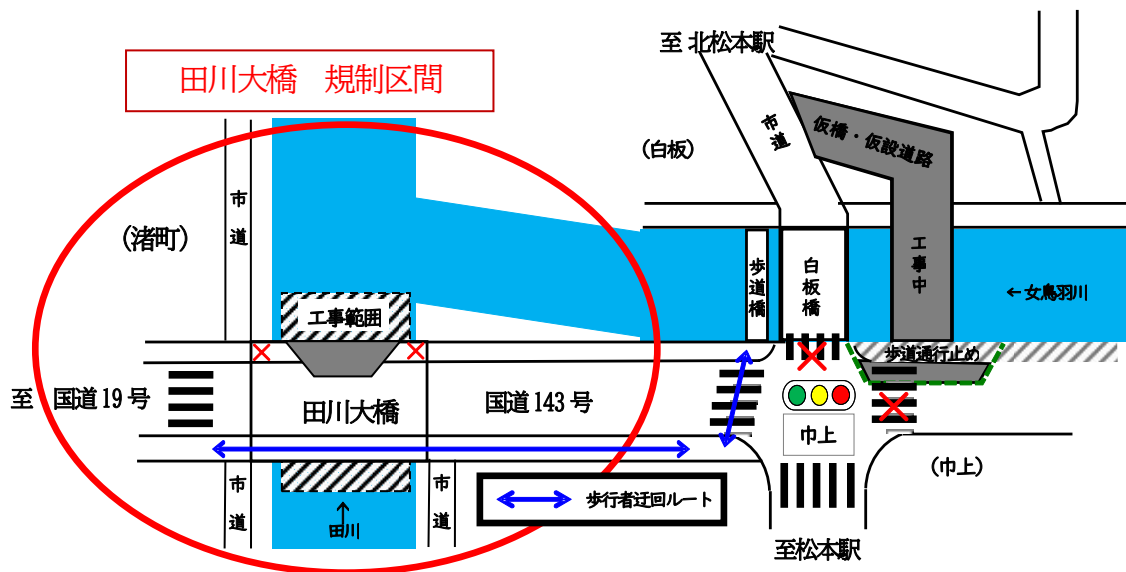 至 北松本駅
田川大橋 規制区間
市道
仮橋・仮設道路
(白板)
市道
(渚町)
歩道橋
白板橋
工事中
←女鳥羽川
工事範囲
歩道通行止め
至 国道19号
田川大橋
国道143号
巾上
(巾上)
市道
田川
市道
歩行者迂回ルート
至松本駅